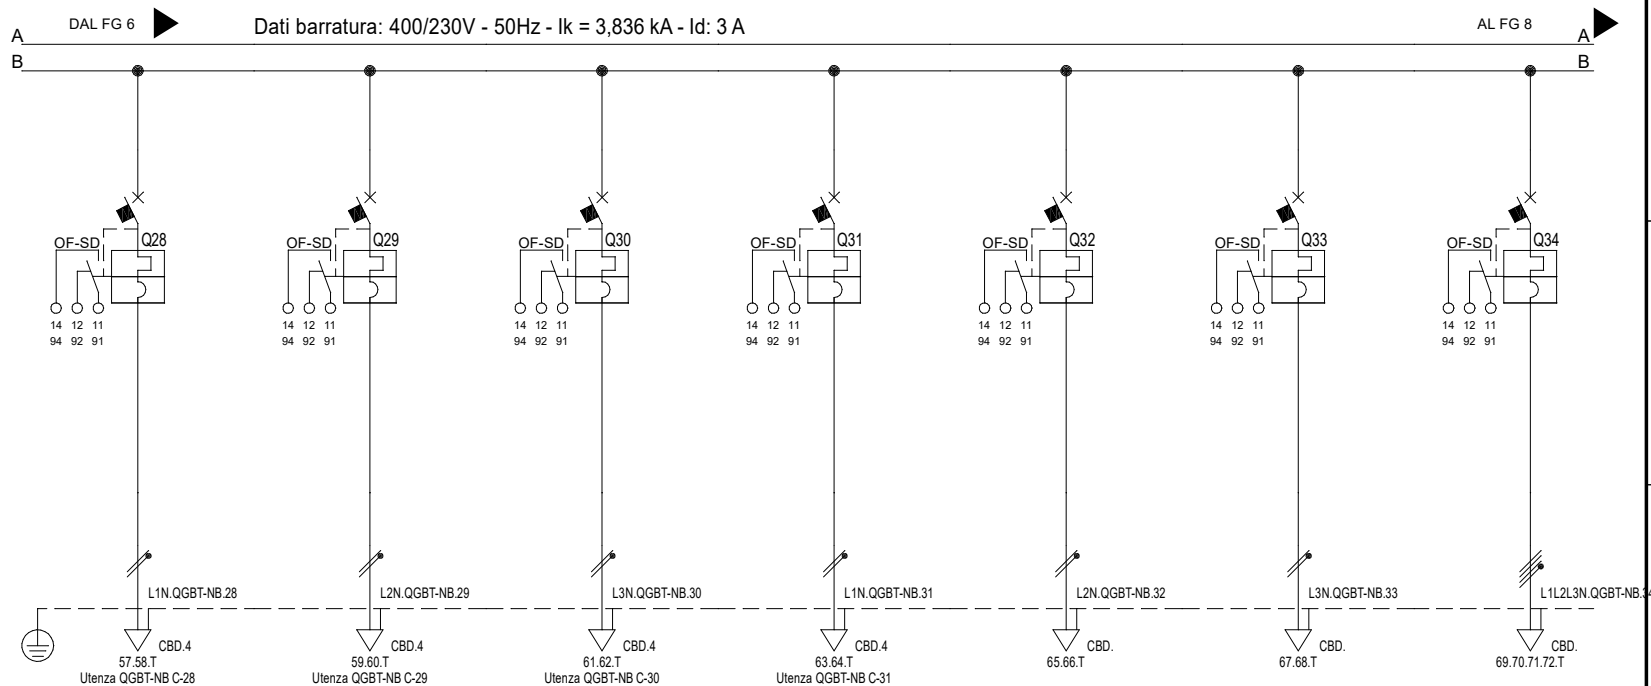 DAL FG 6
Dati barratura: 400/230V - 50Hz - Ik = 3,836 kA - Id: 3 A
AL FG 8
A
A
B
B
OF-SD Q28
OF-SD Q29
OF-SD Q30
OF-SD Q31
OF-SD Q32
OF-SD Q33
OF-SD Q34
14 12 11
14 12 11
14 12 11
14 12 11
14 12 11
14 12 11
14 12 11
94 92 91
94 92 91
94 92 91
94 92 91
94 92 91
94 92 91
94 92 91
L1N.QGBT-NB.28
L2N.QGBT-NB.29
L3N.QGBT-NB.30
L1N.QGBT-NB.31
L2N.QGBT-NB.32
L3N.QGBT-NB.33
L1L2L3N.QGBT-NB.34
CBD.4
CBD.4
CBD.4
CBD.4
CBD.
CBD.
CBD.
57.58.T
59.60.T
61.62.T
63.64.T
65.66.T
67.68.T
69.70.71.72.T
Utenza QGBT-NB C-28
Utenza QGBT-NB C-29
Utenza QGBT-NB C-30
Utenza QGBT-NB C-31